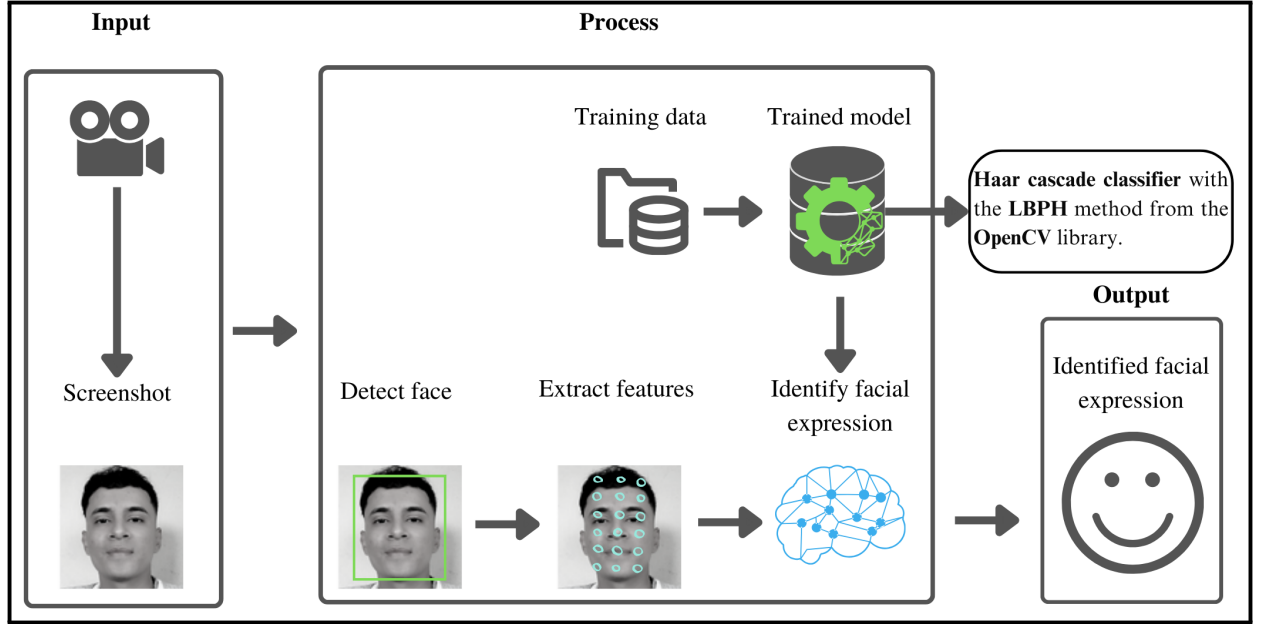 Input
Process
Training data
Trained model
Haar cascade classifier with
the LBPH method from the
OpenCV library.
Output
Screenshot
Detect face
Extract features
Identify facial
expression
Identified facial
expression